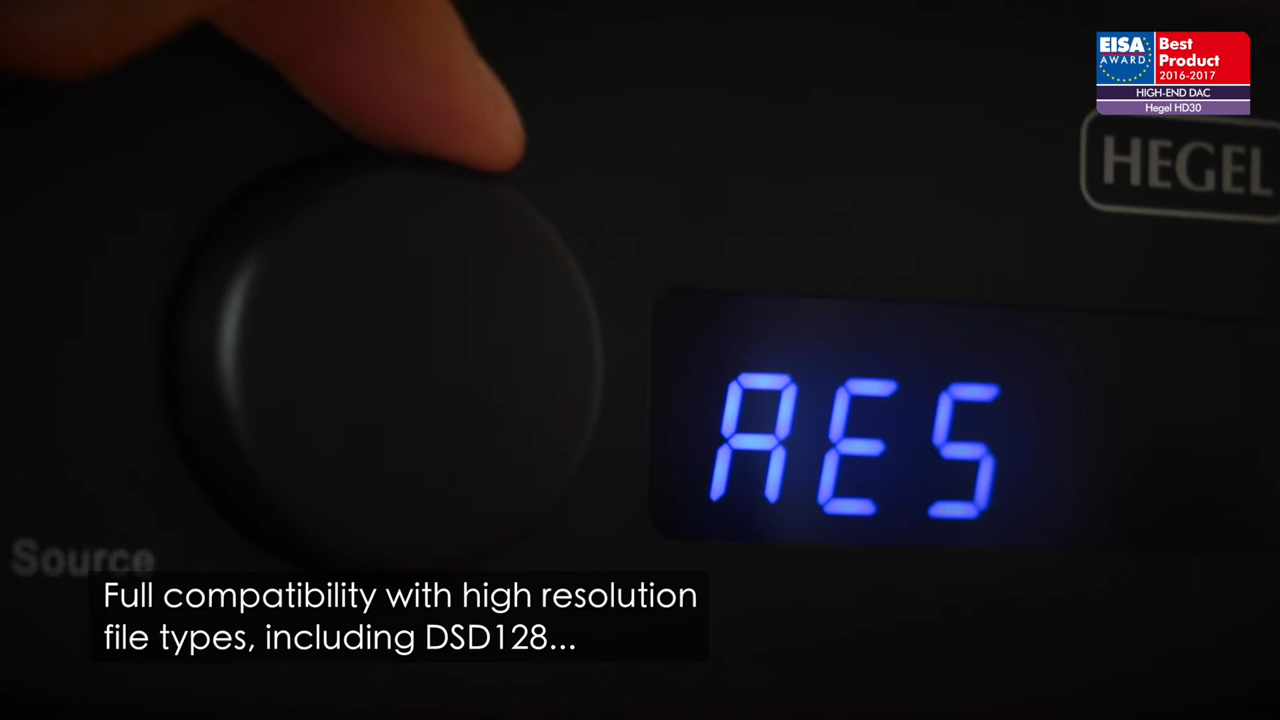 EISA
AWARD
Best
Product
2016-2017
HIGH-END DAC
Hegel HD30
HEGEL
AES
Source
Full compatibility with high resolution
file types, including DSD128...